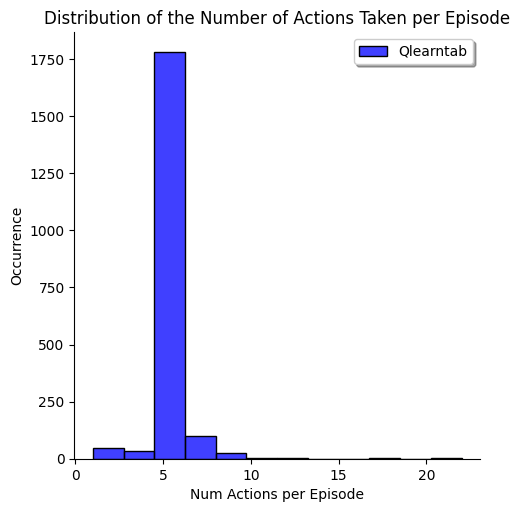 Distribution of the Number of Actions Taken per Episode
Qlearntab
1750
1500
1250
1000
750
500
250
0
Occurrence
0 5 10 15 20
Num Actions per Episode